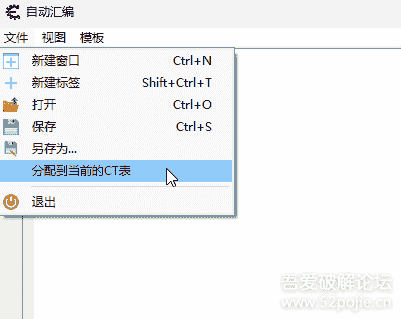 自动汇编
文件 视图 模板
新建窗口 Ctrl+N
新建标签 Shift+Ctrl+T
打开 Ctrl+O
保存 Ctrl+S
另存为...
分配到当前的CT表
退出
吾爱破解论坛
www.52pojie.cn